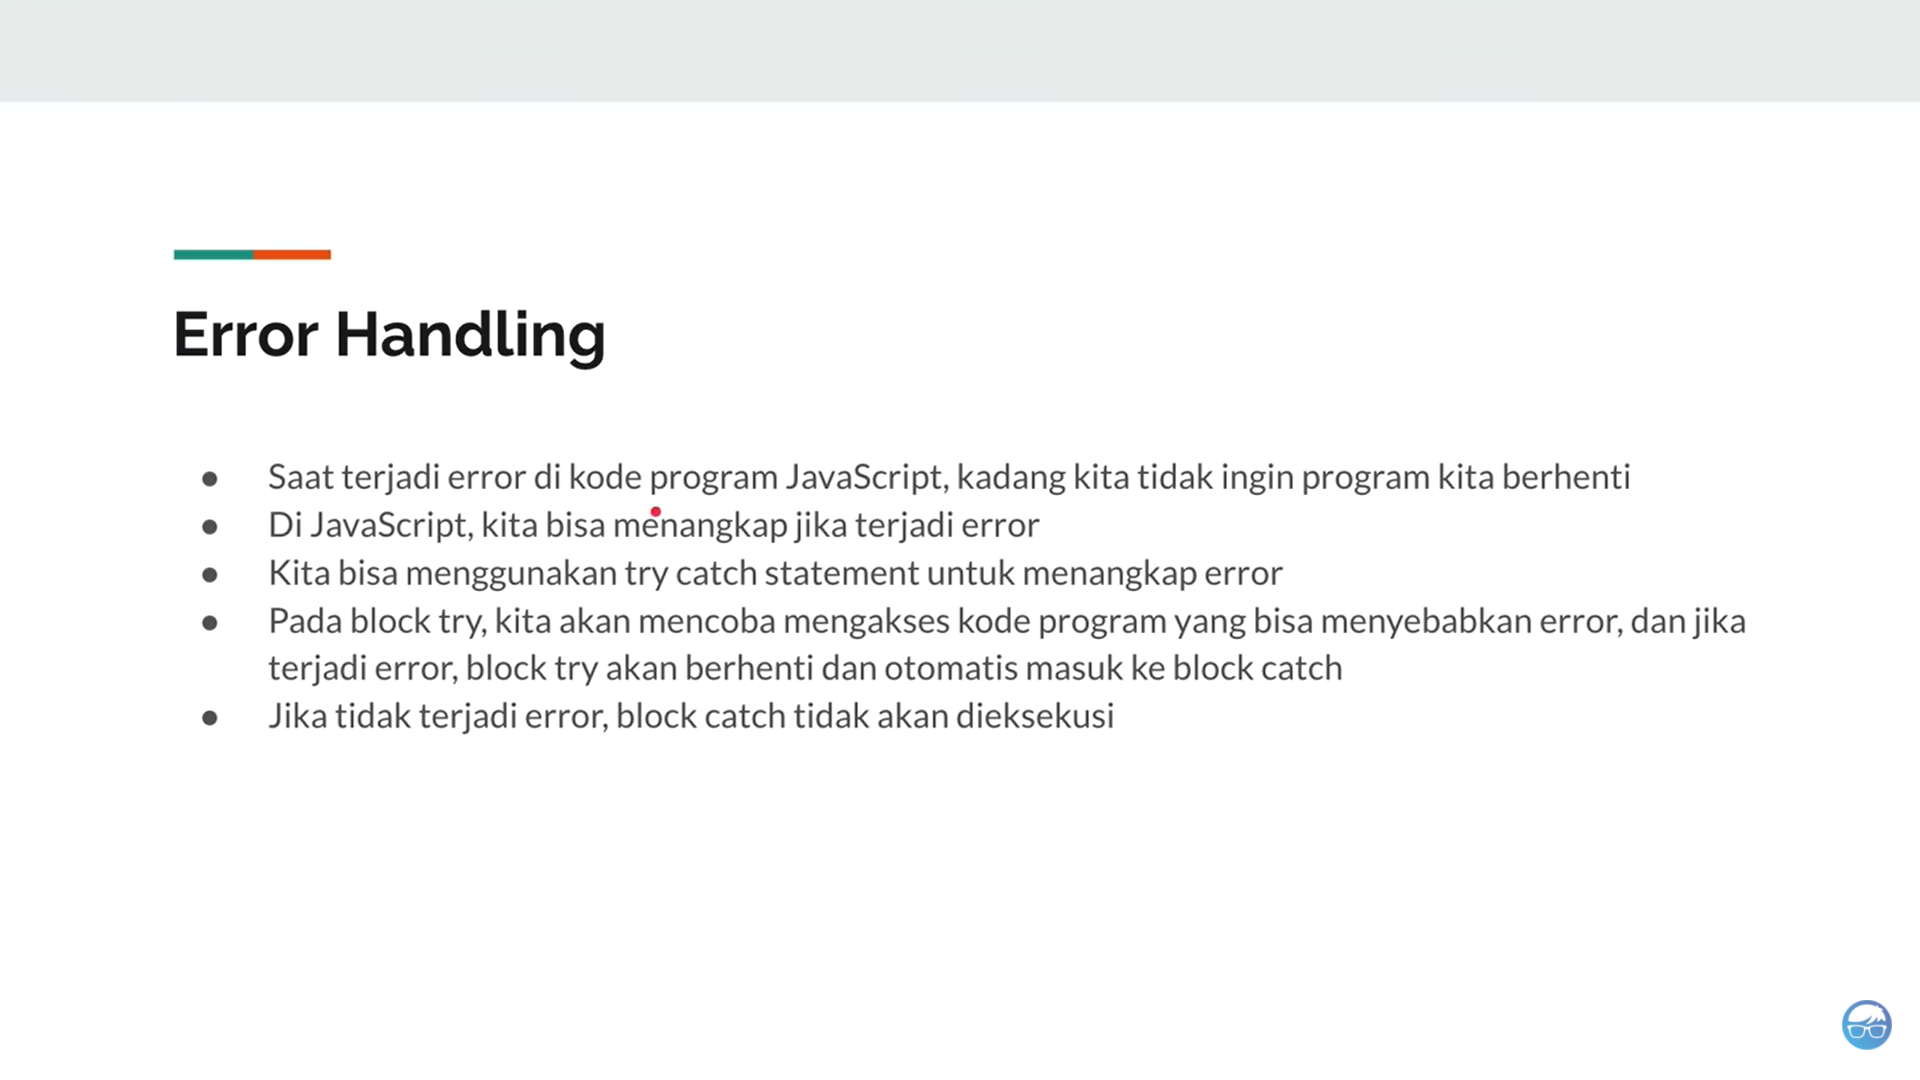 Error Handling
● Saat terjadi error di kode program JavaScript, kadang kita tidak ingin program kita berhenti
● Di JavaScript, kita bisa menangkap jika terjadi error
● Kita bisa menggunakan try catch statement untuk menangkap error
● Pada block try, kita akan mencoba mengakses kode program yang bisa menyebabkan error, dan jika
terjadi error, block try akan berhenti dan otomatis masuk ke block catch
● Jika tidak terjadi error, block catch tidak akan dieksekusi